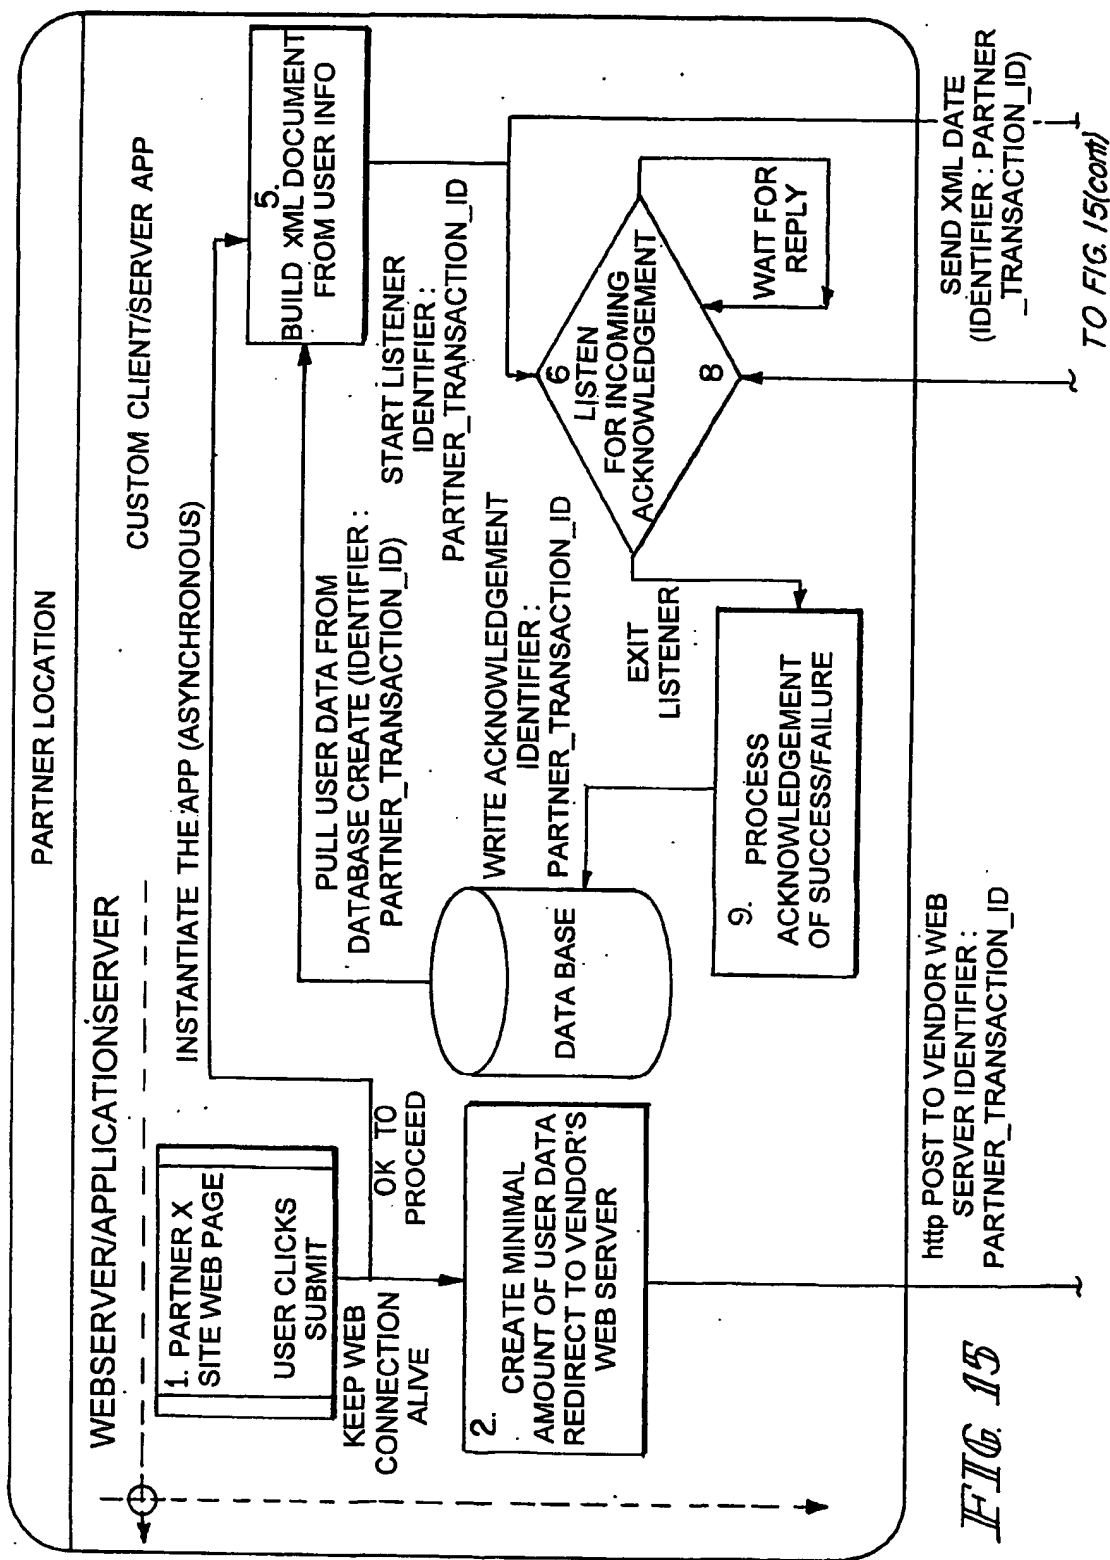 PARTNER LOCATION
WEBSERVER/APPLICATION SERVER
CUSTOM CLIENT/SERVER APP
1. PARTNER X
SITE WEB PAGE
USER CLICKS
SUBMIT
INSTANTIATE THE APP (ASYNCHRONOUS)
5.
BUILD XML DOCUMENT
FROM USER INFO
KEEP WEB
CONNECTION
ALIVE
OK TO
PROCEED
PULL USER DATA FROM
DATABASE CREATE (IDENTIFIER :
PARTNER_TRANSACTION_ID)
START LISTENER
IDENTIFIER :
PARTNER_TRANSACTION_ID
2.
CREATE MINIMAL
AMOUNT OF USER DATA
REDIRECT TO VENDOR'S
WEB SERVER
DATA BASE
WRITE ACKNOWLEDGEMENT
IDENTIFIER :
PARTNER_TRANSACTION_ID
6
LISTEN
FOR INCOMING
ACKNOWLEDGEMENT
8
WAIT FOR
REPLY
EXIT
LISTENER
9.
PROCESS
ACKNOWLEDGEMENT
OF SUCCESS/FAILURE
http POST TO VENDOR WEB
SERVER IDENTIFIER :
PARTNER_TRANSACTION_ID
SEND XML DATE
(IDENTIFIER : PARTNER
_TRANSACTION_ID)
TO FIG. 15(cont)
FIG. 15